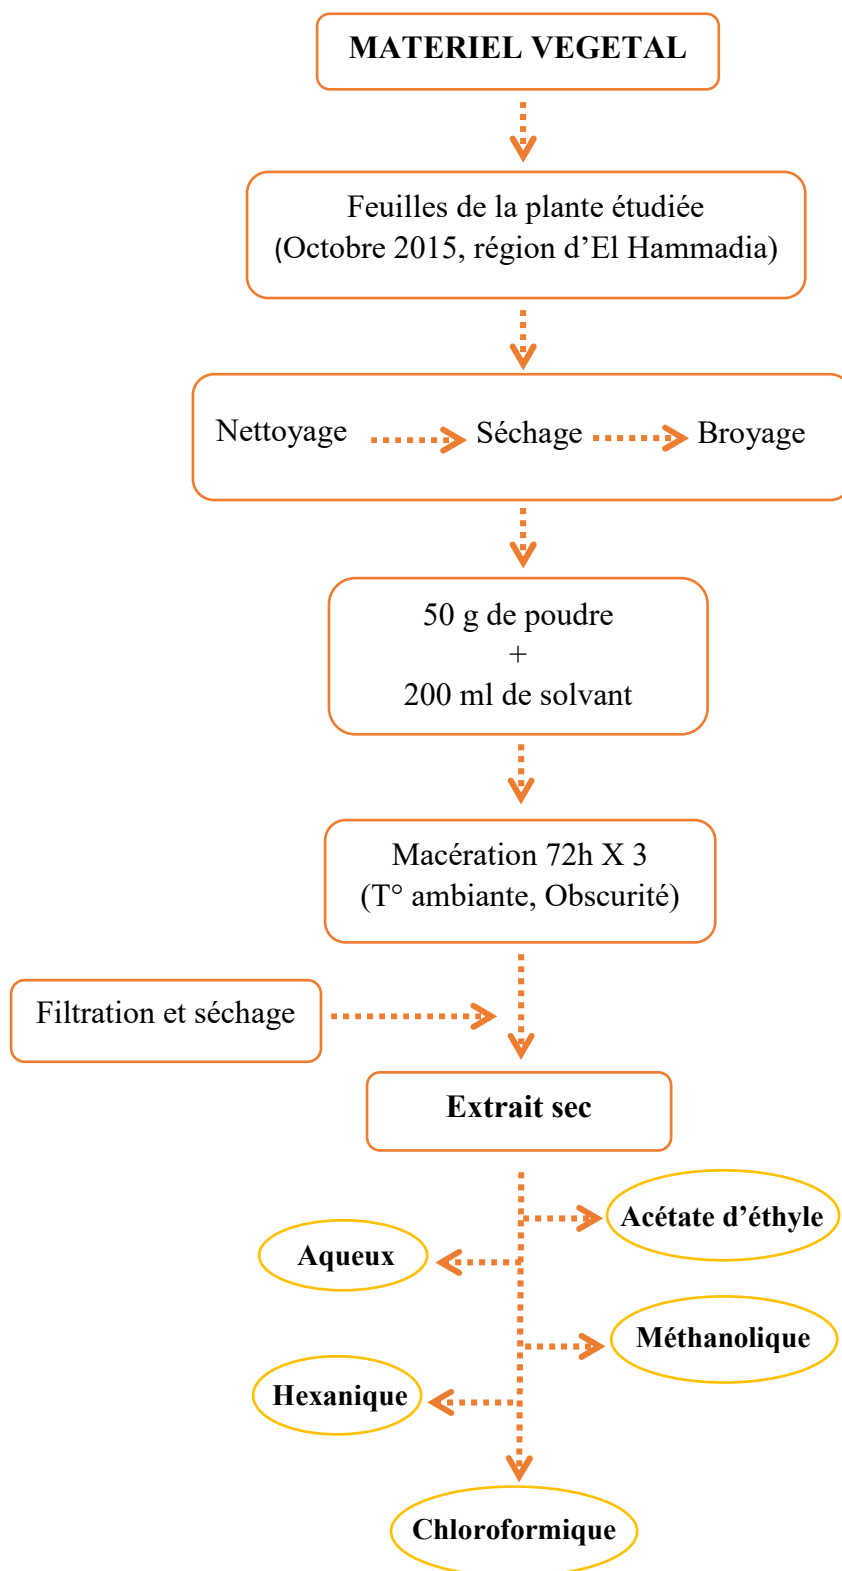 MATERIEL VEGETAL
Feuilles de la plante étudiée
(Octobre 2015, région d’El Hammadia)
Nettoyage Séchage Broyage
50 g de poudre
+
200 ml de solvant
Macération 72h X 3
(T° ambiante, Obscurité)
Filtration et séchage
Extrait sec
Acétate d’éthyle
Aqueux
Méthanolique
Hexanique
Chloroformique